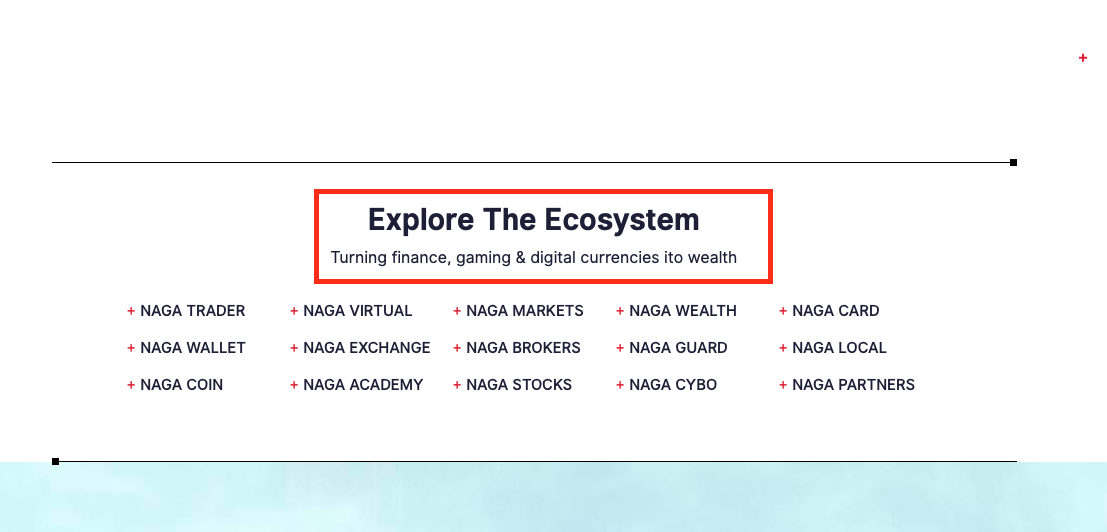 +
Explore The Ecosystem
Turning finance, gaming & digital currencies ito wealth
+ NAGA TRADER + NAGA VIRTUAL + NAGA MARKETS + NAGA WEALTH + NAGA CARD
+ NAGA WALLET + NAGA EXCHANGE + NAGA BROKERS + NAGA GUARD + NAGA LOCAL
+ NAGA COIN + NAGA ACADEMY + NAGA STOCKS + NAGA CYBO + NAGA PARTNERS